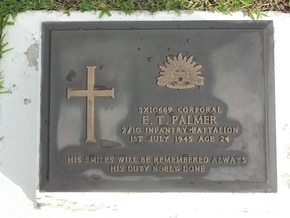 SX10669 CORPORAL
E. T. PALMER
2/10 INFANTRY BATTALION
1ST JULY 1945 AGE 24
HIS SMILES WILL BE REMEMBERED ALWAYS
HIS DUTY NOBLY DONE